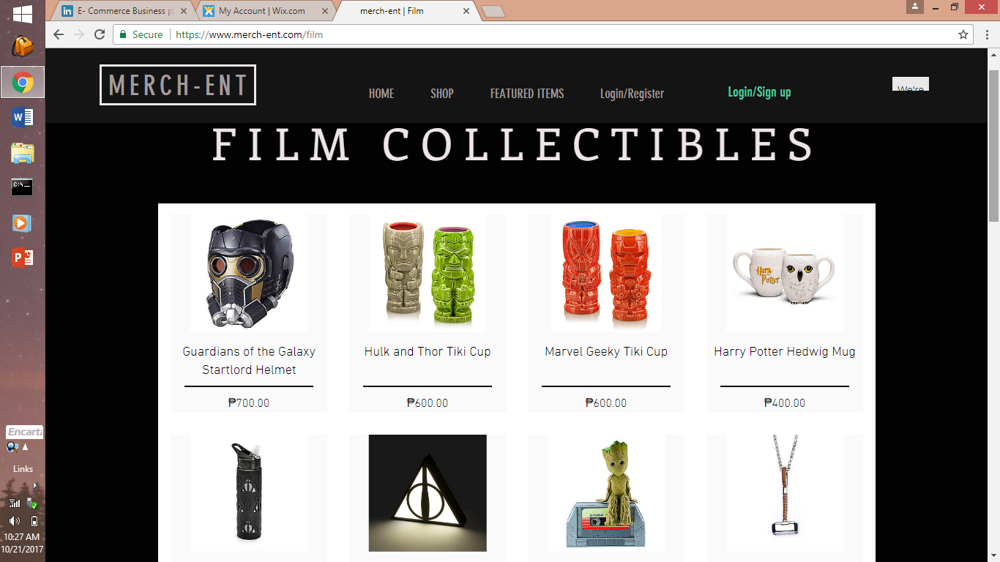 E- Commerce Business p
My Account | Wix.com
merch-ent | Film
Secure
https://www.merch-ent.com/film
MERCH-ENT
HOME
SHOP
FEATURED ITEMS
Login/Register
Login/Sign up
We're
FILM COLLECTIBLES
Harry
Potter
Guardians of the Galaxy
Startlord Helmet
Hulk and Thor Tiki Cup
Marvel Geeky Tiki Cup
Harry Potter Hedwig Mug
₱700.00
₱600.00
₱600.00
₱400.00
Encarta
Links
10:27 AM
10/21/2017